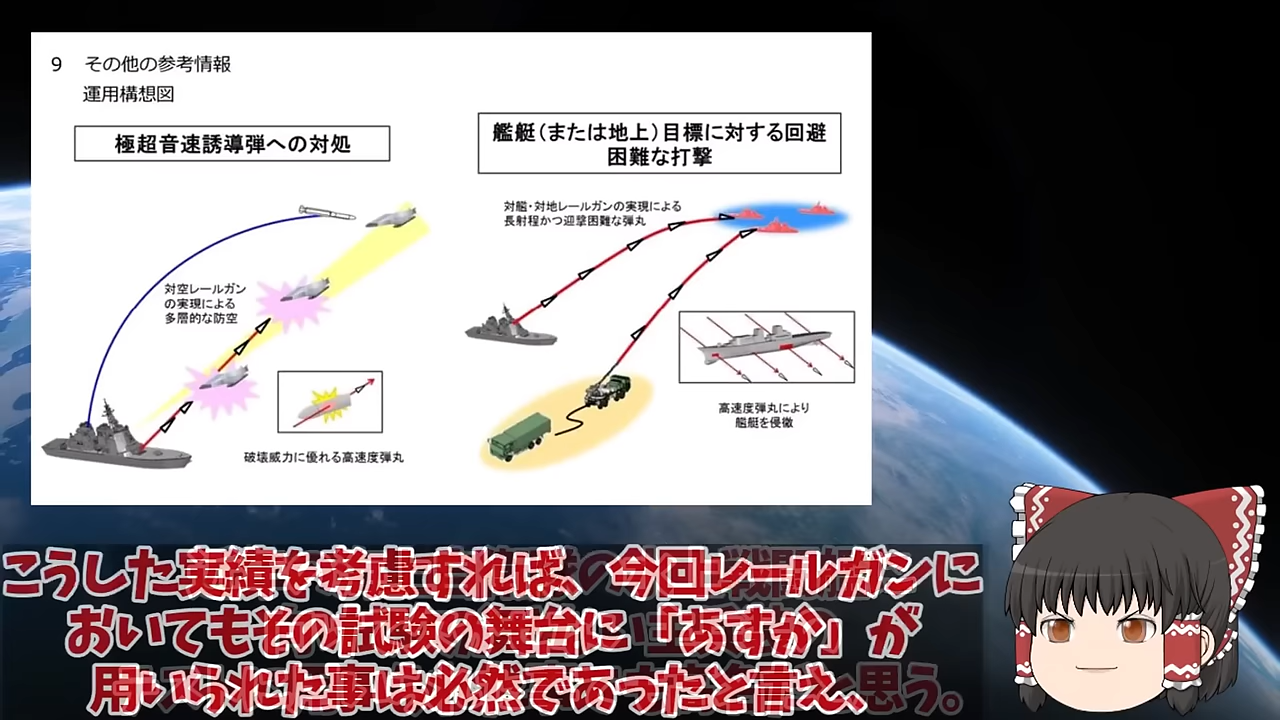 9 その他の参考情報
運用構想図
極超音速誘導弾への対処
対空レールガン
の実現による
多層的な防空
破壊威力に優れる高速度弾丸
艦艇(または地上)目標に対する回避
困難な打撃
対艦・対地レールガンの実現による
長射程かつ迎撃困難な弾丸
高速度弾丸により
艦艇を侵徹
こうした実績を考慮すれば、今回レールガンに
おいてもその試験の舞台に「あすか」が
用いられた事は必然であったと言え、思う。